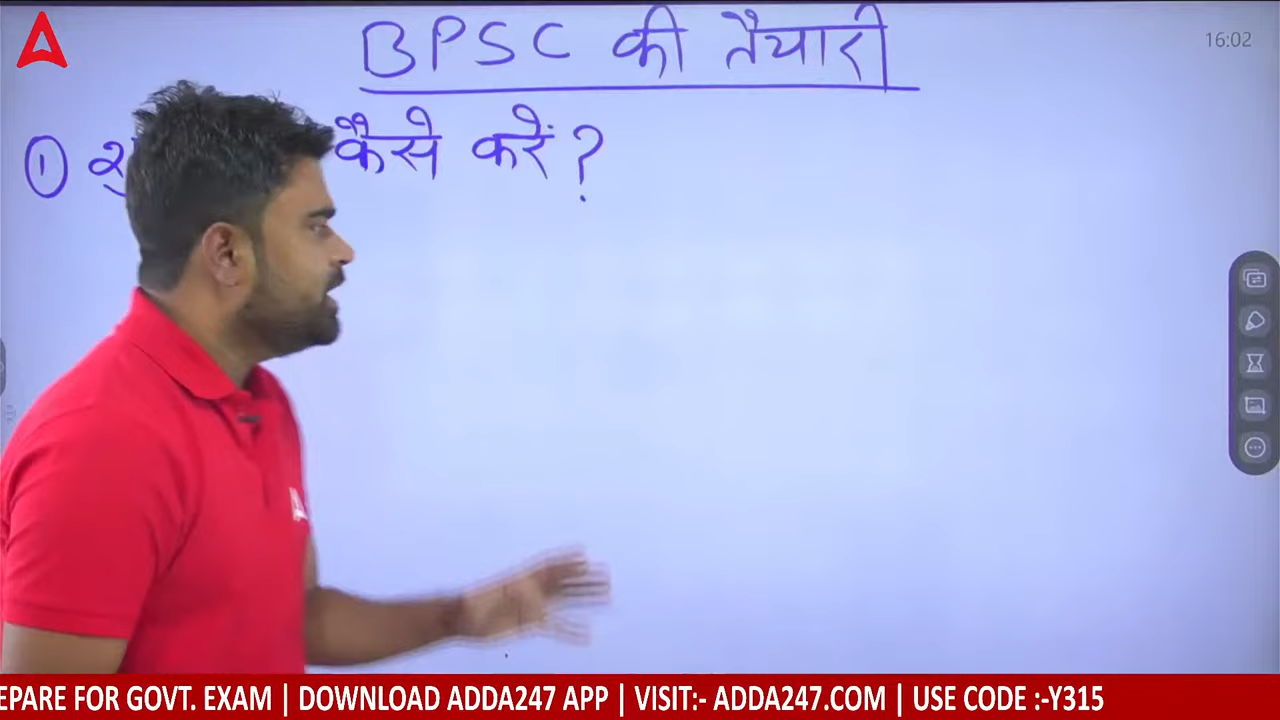 BPSC की तैयारी
16:02
① कैसे करें ?
EPARE FOR GOVT. EXAM | DOWNLOAD ADDA247 APP | VISIT:- ADDA247.COM | USE CODE :-Y315